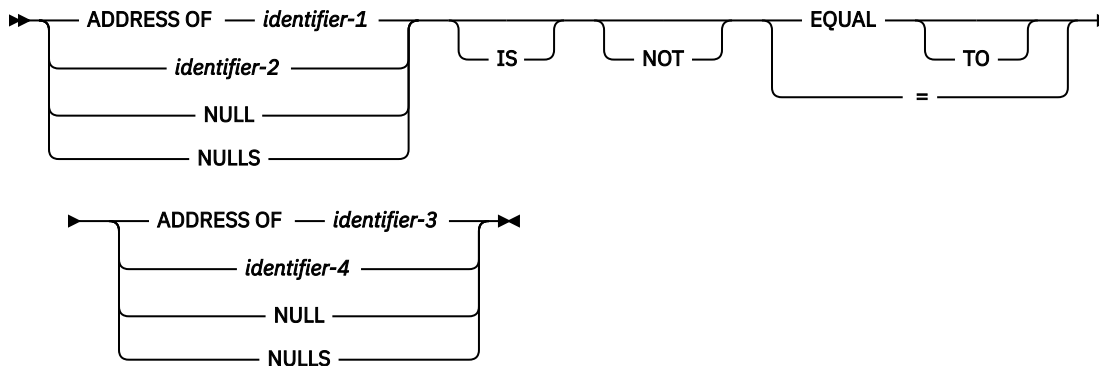 ADDRESS OF identifier-1 EQUAL
IS NOT TO
identifier-2
=
NULL
NULLS
ADDRESS OF identifier-3
identifier-4
NULL
NULLS